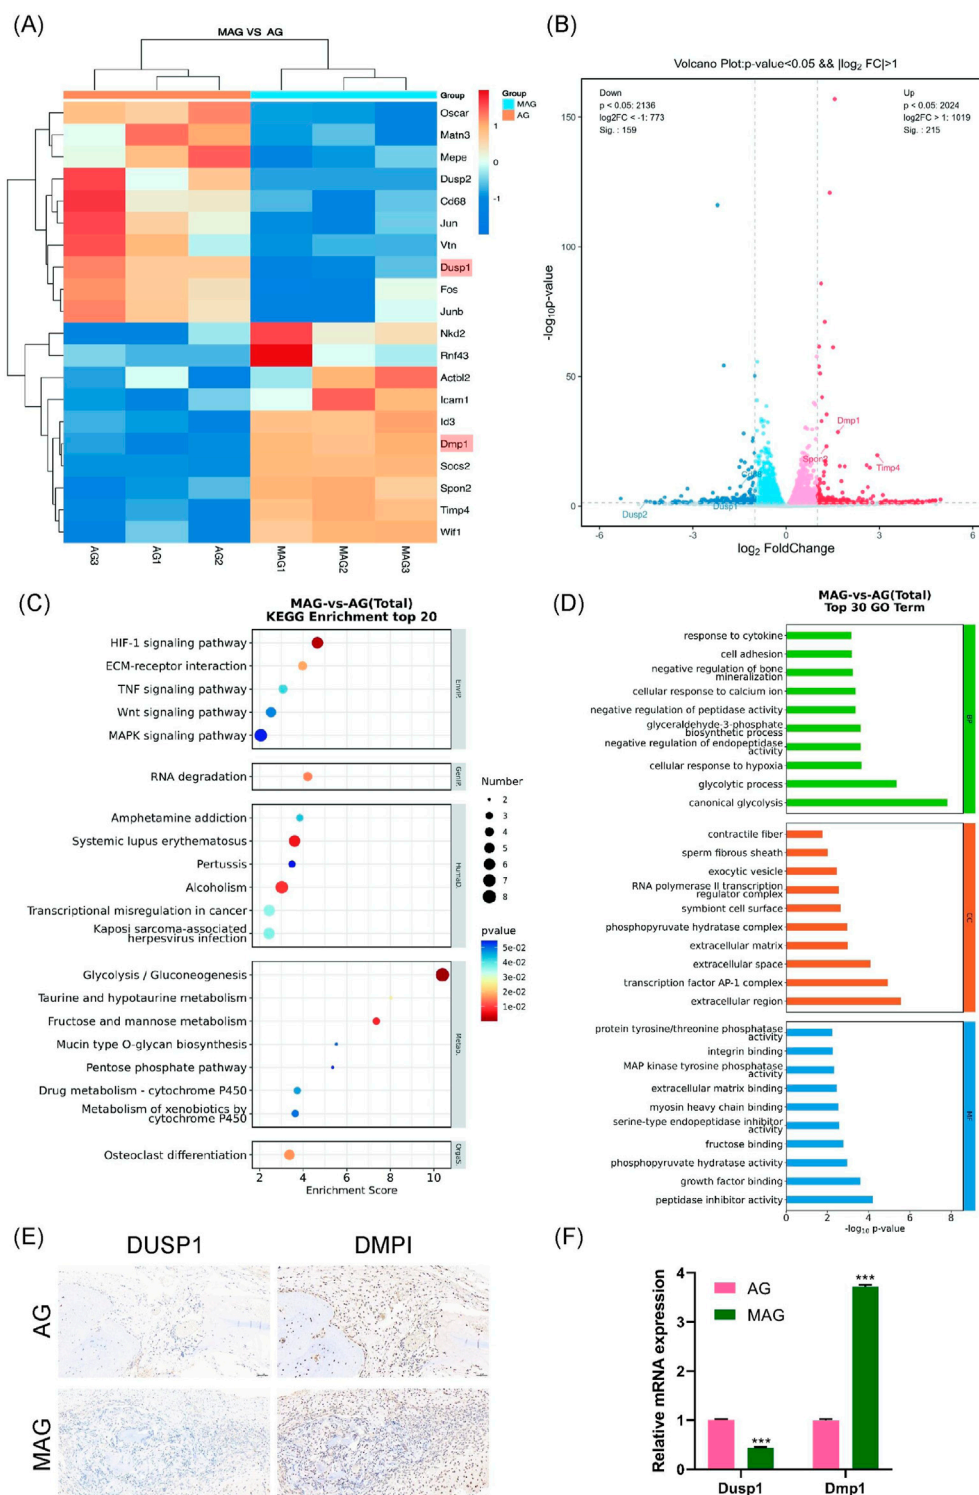 (A)
MAG VS AG
Group
Group
MAG
AG
1
0
-1
Oscar
Matn3
Mepe
Dusp2
Cd68
Jun
Vtn
Dusp1
Fos
Junb
Nkd2
Rnf43
Actbl2
Icam1
Id3
Dmp1
Socs2
Spon2
Timp4
Wif1
AG3
AG1
AG2
MAG1
MAG2
MAG3
(B)
Volcano Plot:p-value<0.05 && |log2 FC|>1
Down
p < 0.05: 2136
log2FC < -1: 773
Sig. : 159
Up
p < 0.05: 2024
log2FC > 1: 1019
Sig. : 215
-log10p-value
150
100
50
0
Dmp1
Spon2
Timp4
Dusp1
Dusp2
-6
-3
0
3
6
log2 FoldChange
(C)
MAG-vs-AG(Total)
KEGG Enrichment top 20
HIF-1 signaling pathway
ECM-receptor interaction
TNF signaling pathway
Wnt signaling pathway
MAPK signaling pathway
EnvIP.
RNA degradation
GenIP.
Amphetamine addiction
Systemic lupus erythematosus
Pertussis
Alcoholism
Transcriptional misregulation in cancer
Kaposi sarcoma-associated
herpesvirus infection
HumaD.
Glycolysis / Gluconeogenesis
Taurine and hypotaurine metabolism
Fructose and mannose metabolism
Mucin type O-glycan biosynthesis
Pentose phosphate pathway
Drug metabolism - cytochrome P450
Metabolism of xenobiotics by
cytochrome P450
Metab.
Osteoclast differentiation
OrgaS.
2
4
6
8
10
Enrichment Score
Number
2
3
4
5
6
7
8
pvalue
5e-02
4e-02
3e-02
2e-02
1e-02
(D)
MAG-vs-AG(Total)
Top 30 GO Term
response to cytokine
cell adhesion
negative regulation of bone
mineralization
cellular response to calcium ion
negative regulation of peptidase activity
glyceraldehyde-3-phosphate
biosynthetic process
negative regulation of endopeptidase
activity
cellular response to hypoxia
glycolytic process
canonical glycolysis
BP
contractile fiber
sperm fibrous sheath
exocytic vesicle
RNA polymerase II transcription
regulator complex
symbiont cell surface
phosphopyruvate hydratase complex
extracellular matrix
extracellular space
transcription factor AP-1 complex
extracellular region
CC
protein tyrosine/threonine phosphatase
activity
integrin binding
MAP kinase tyrosine phosphatase
activity
extracellular matrix binding
myosin heavy chain binding
serine-type endopeptidase inhibitor
activity
fructose binding
phosphopyruvate hydratase activity
growth factor binding
peptidase inhibitor activity
MF
0
2
4
6
8
-log10 p-value
(E)
DUSP1
DMPI
AG
MAG
(F)
Relative mRNA expression
4
3
2
1
0
AG
MAG
***
***
Dusp1
Dmp1